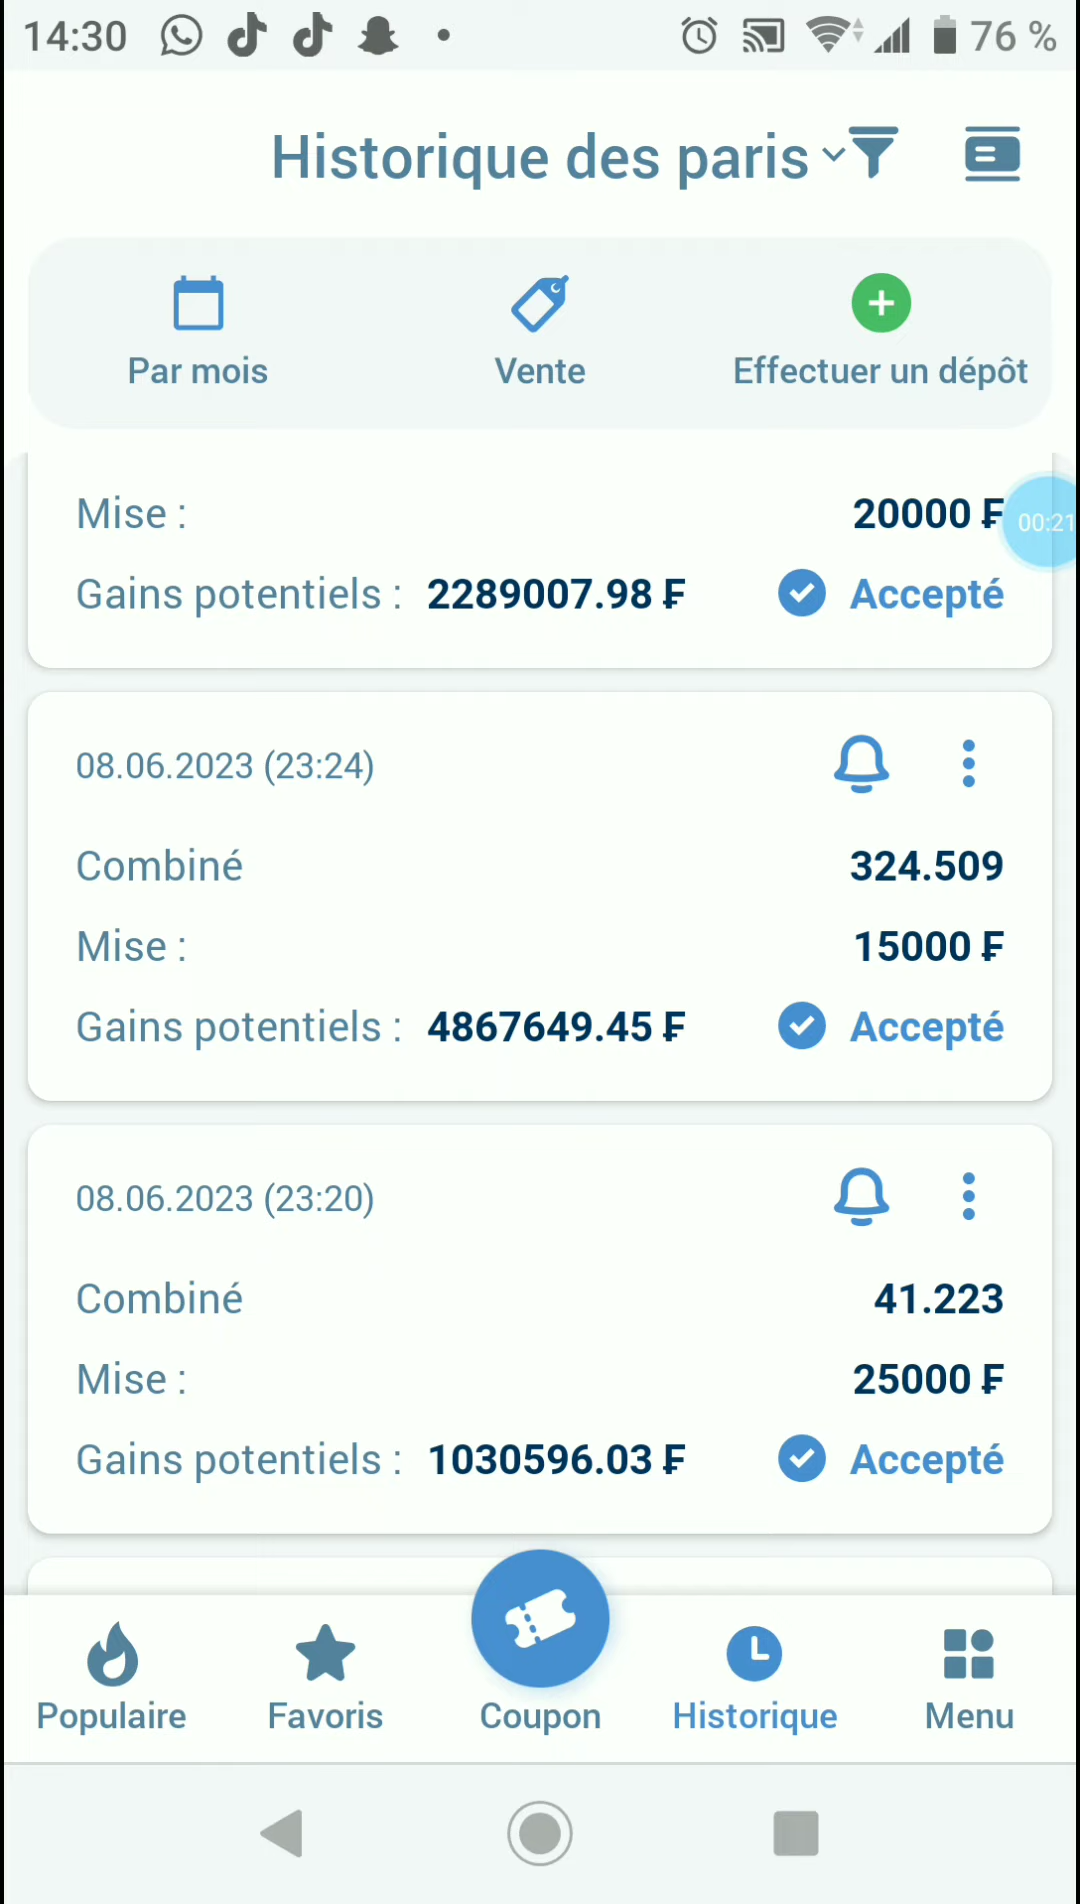 14:30
76 %
Historique des paris
Par mois
Vente
Effectuer un dépôt
Mise :
20000 ₣
00:21
Gains potentiels : 2289007.98 ₣
Accepté
08.06.2023 (23:24)
Combiné
324.509
Mise :
15000 ₣
Gains potentiels : 4867649.45 ₣
Accepté
08.06.2023 (23:20)
Combiné
41.223
Mise :
25000 ₣
Gains potentiels : 1030596.03 ₣
Accepté
Populaire
Favoris
Coupon
Historique
Menu